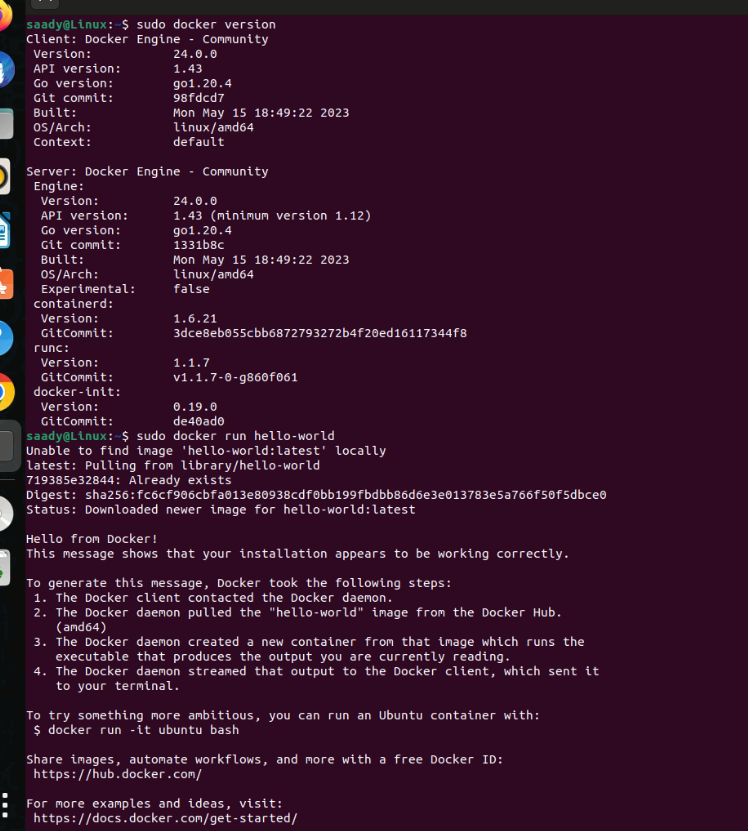 saady@Linux:~$ sudo docker version
Client: Docker Engine - Community
 Version:           24.0.0
 API version:       1.43
 Go version:        go1.20.4
 Git commit:        98fdcd7
 Built:             Mon May 15 18:49:22 2023
 OS/Arch:           linux/amd64
 Context:           default

Server: Docker Engine - Community
 Engine:
  Version:          24.0.0
  API version:      1.43 (minimum version 1.12)
  Go version:       go1.20.4
  Git commit:       1331b8c
  Built:            Mon May 15 18:49:22 2023
  OS/Arch:          linux/amd64
  Experimental:     false
 containerd:
  Version:          1.6.21
  GitCommit:        3dce8eb055cbb6872793272b4f20ed16117344f8
 runc:
  Version:          1.1.7
  GitCommit:        v1.1.7-0-g860f061
 docker-init:
  Version:          0.19.0
  GitCommit:        de40ad0
saady@Linux:~$ sudo docker run hello-world
Unable to find image 'hello-world:latest' locally
latest: Pulling from library/hello-world
719385e32844: Already exists
Digest: sha256:fc6cf906cbfa013e80938cdf0bb199fbdbb86d6e3e013783e5a766f50f5dbce0
Status: Downloaded newer image for hello-world:latest

Hello from Docker!
This message shows that your installation appears to be working correctly.

To generate this message, Docker took the following steps:
 1. The Docker client contacted the Docker daemon.
 2. The Docker daemon pulled the "hello-world" image from the Docker Hub.
    (amd64)
 3. The Docker daemon created a new container from that image which runs the
    executable that produces the output you are currently reading.
 4. The Docker daemon streamed that output to the Docker client, which sent it
    to your terminal.

To try something more ambitious, you can run an Ubuntu container with:
 $ docker run -it ubuntu bash

Share images, automate workflows, and more with a free Docker ID:
 https://hub.docker.com/

For more examples and ideas, visit:
 https://docs.docker.com/get-started/